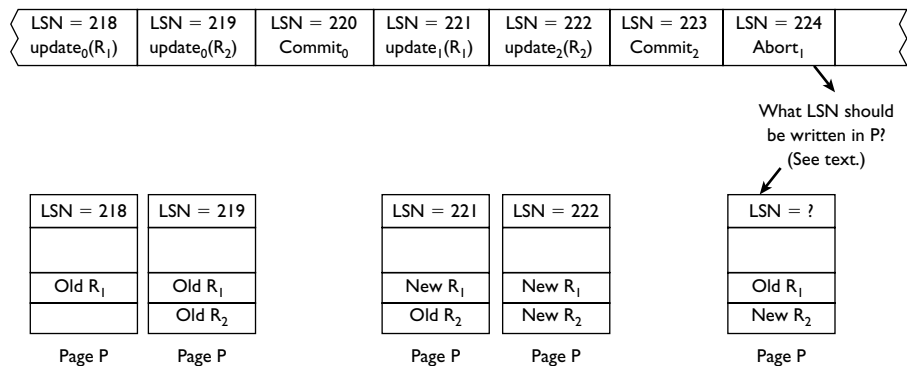 LSN = 218 LSN = 219 LSN = 220 LSN = 221 LSN = 222 LSN = 223 LSN = 224
update₀(R₁) update₀(R₂) Commit₀ update₁(R₁) update₂(R₂) Commit₂ Abort₁
What LSN should
be written in P?
(See text.)
LSN = 218 LSN = 219 LSN = 221 LSN = 222 LSN = ?
Old R₁ Old R₁ New R₁ New R₁ Old R₁
Old R₂ Old R₂ New R₂ New R₂
Page P Page P Page P Page P Page P